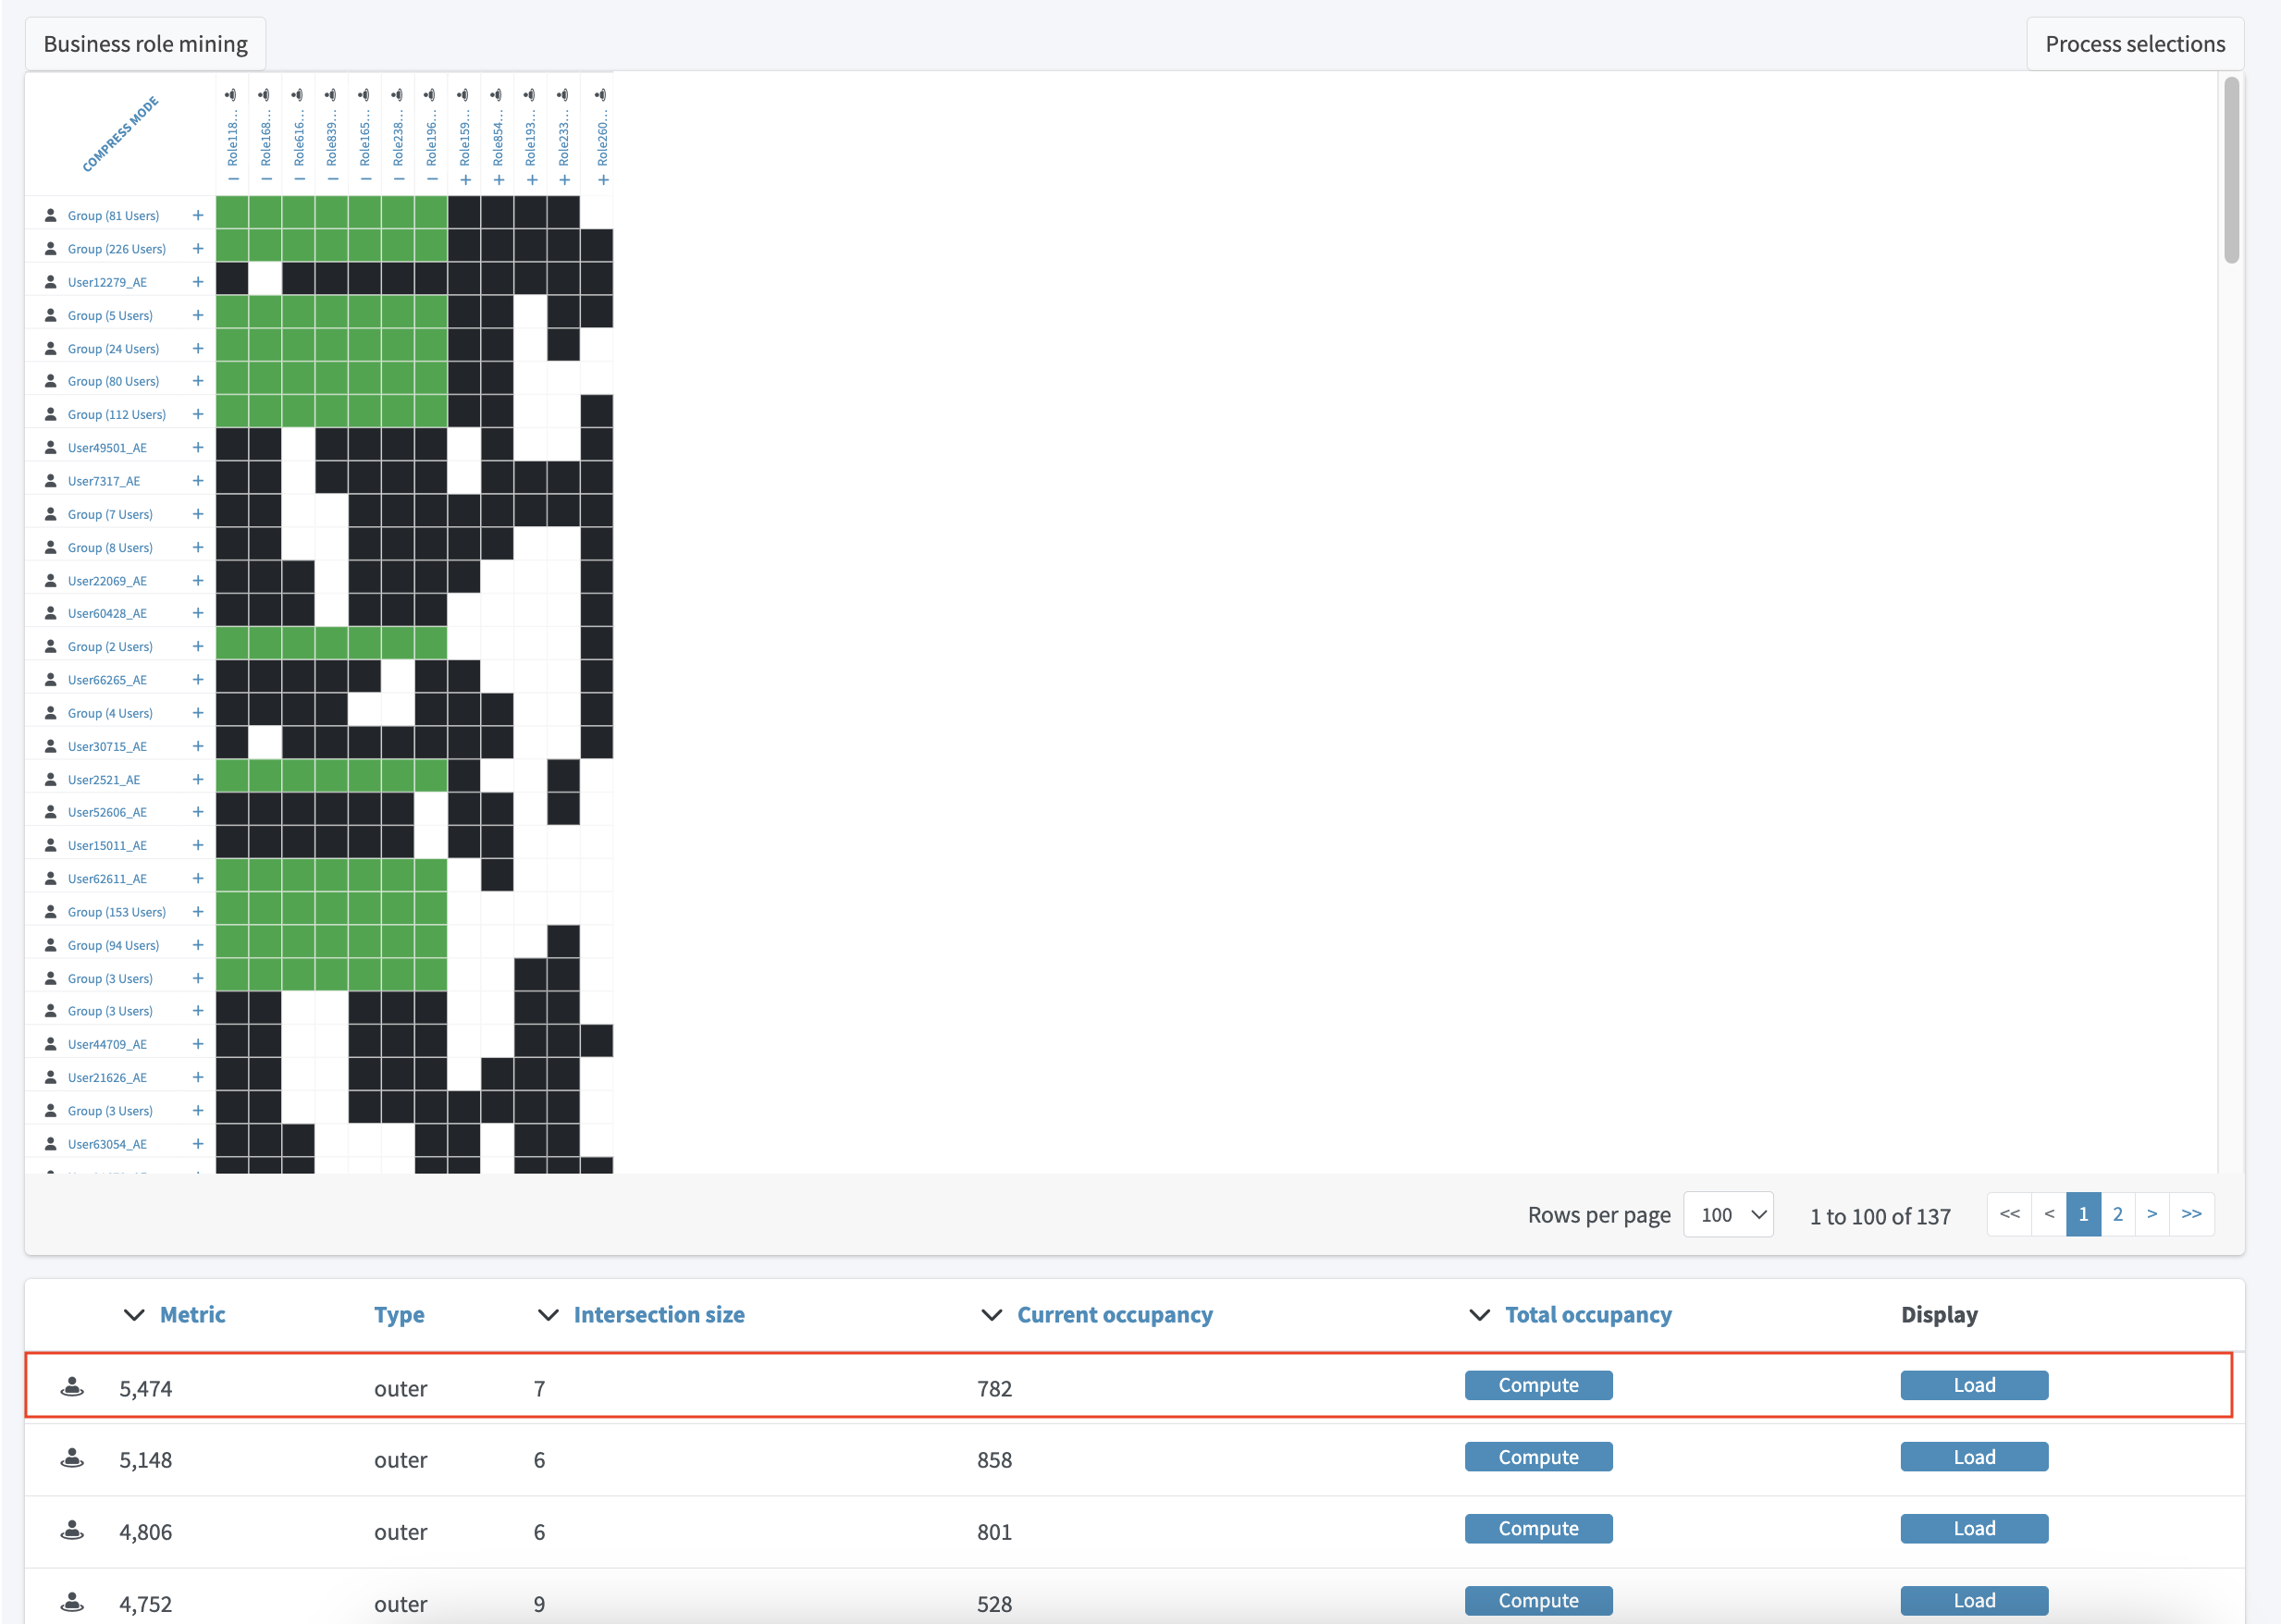 Business role mining
Process selections
COMPRESS MODE
Role118...
Role168...
Role616...
Role839...
Role165...
Role238...
Role196...
Role159...
Role854...
Role193...
Role233...
Role260...
− − − − − − − + + + + +
Group (81 Users) +
Group (226 Users) +
User12279_AE +
Group (5 Users) +
Group (24 Users) +
Group (80 Users) +
Group (112 Users) +
User49501_AE +
User7317_AE +
Group (7 Users) +
Group (8 Users) +
User22069_AE +
User60428_AE +
Group (2 Users) +
User66265_AE +
Group (4 Users) +
User30715_AE +
User2521_AE +
User52606_AE +
User15011_AE +
User62611_AE +
Group (153 Users) +
Group (94 Users) +
Group (3 Users) +
Group (3 Users) +
User44709_AE +
User21626_AE +
Group (3 Users) +
User63054_AE +
Rows per page 100 1 to 100 of 137 << < 1 2 > >>
Metric Type Intersection size Current occupancy Total occupancy Display
5,474 outer 7 782 Compute Load
5,148 outer 6 858 Compute Load
4,806 outer 6 801 Compute Load
4,752 outer 9 528 Compute Load